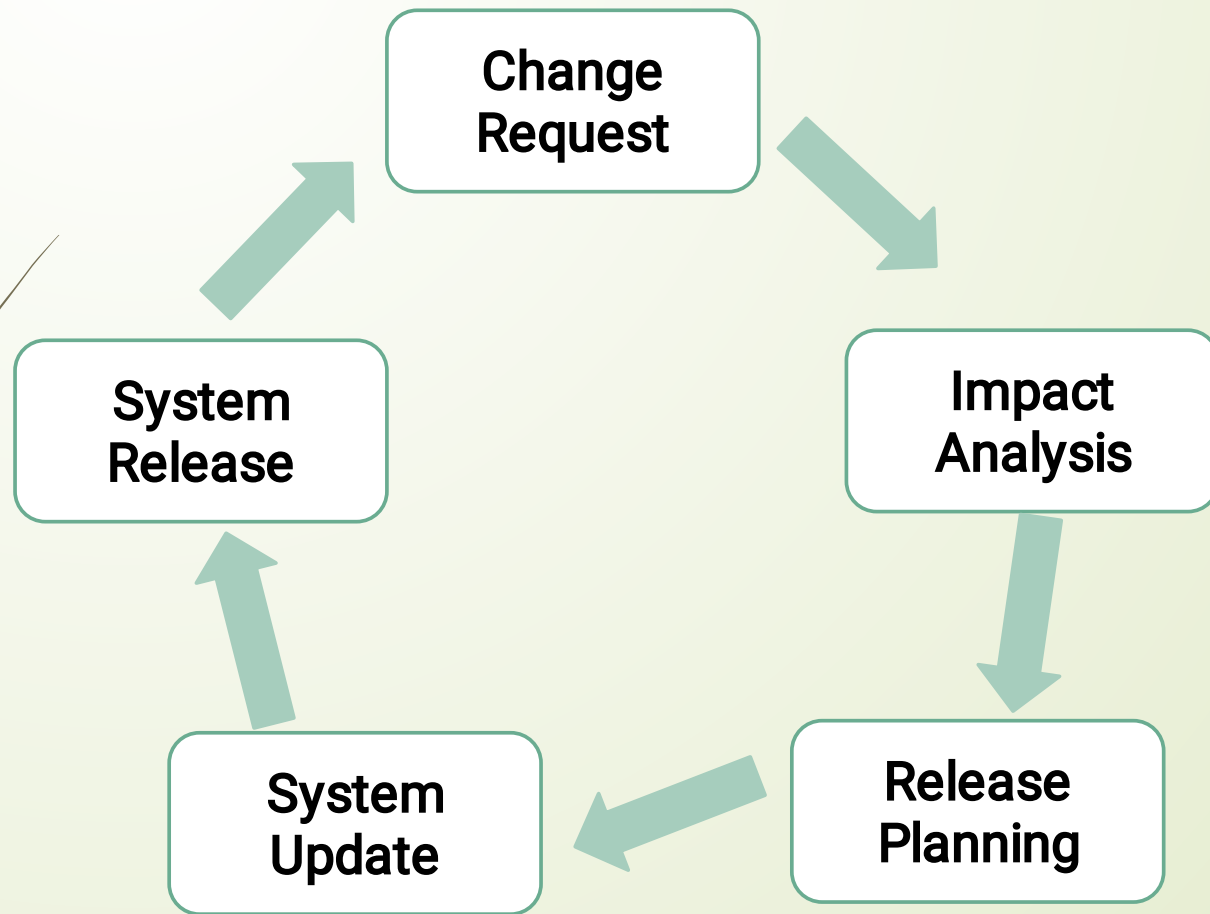 Change
Request
Impact
Analysis
Release
Planning
System
Update
System
Release